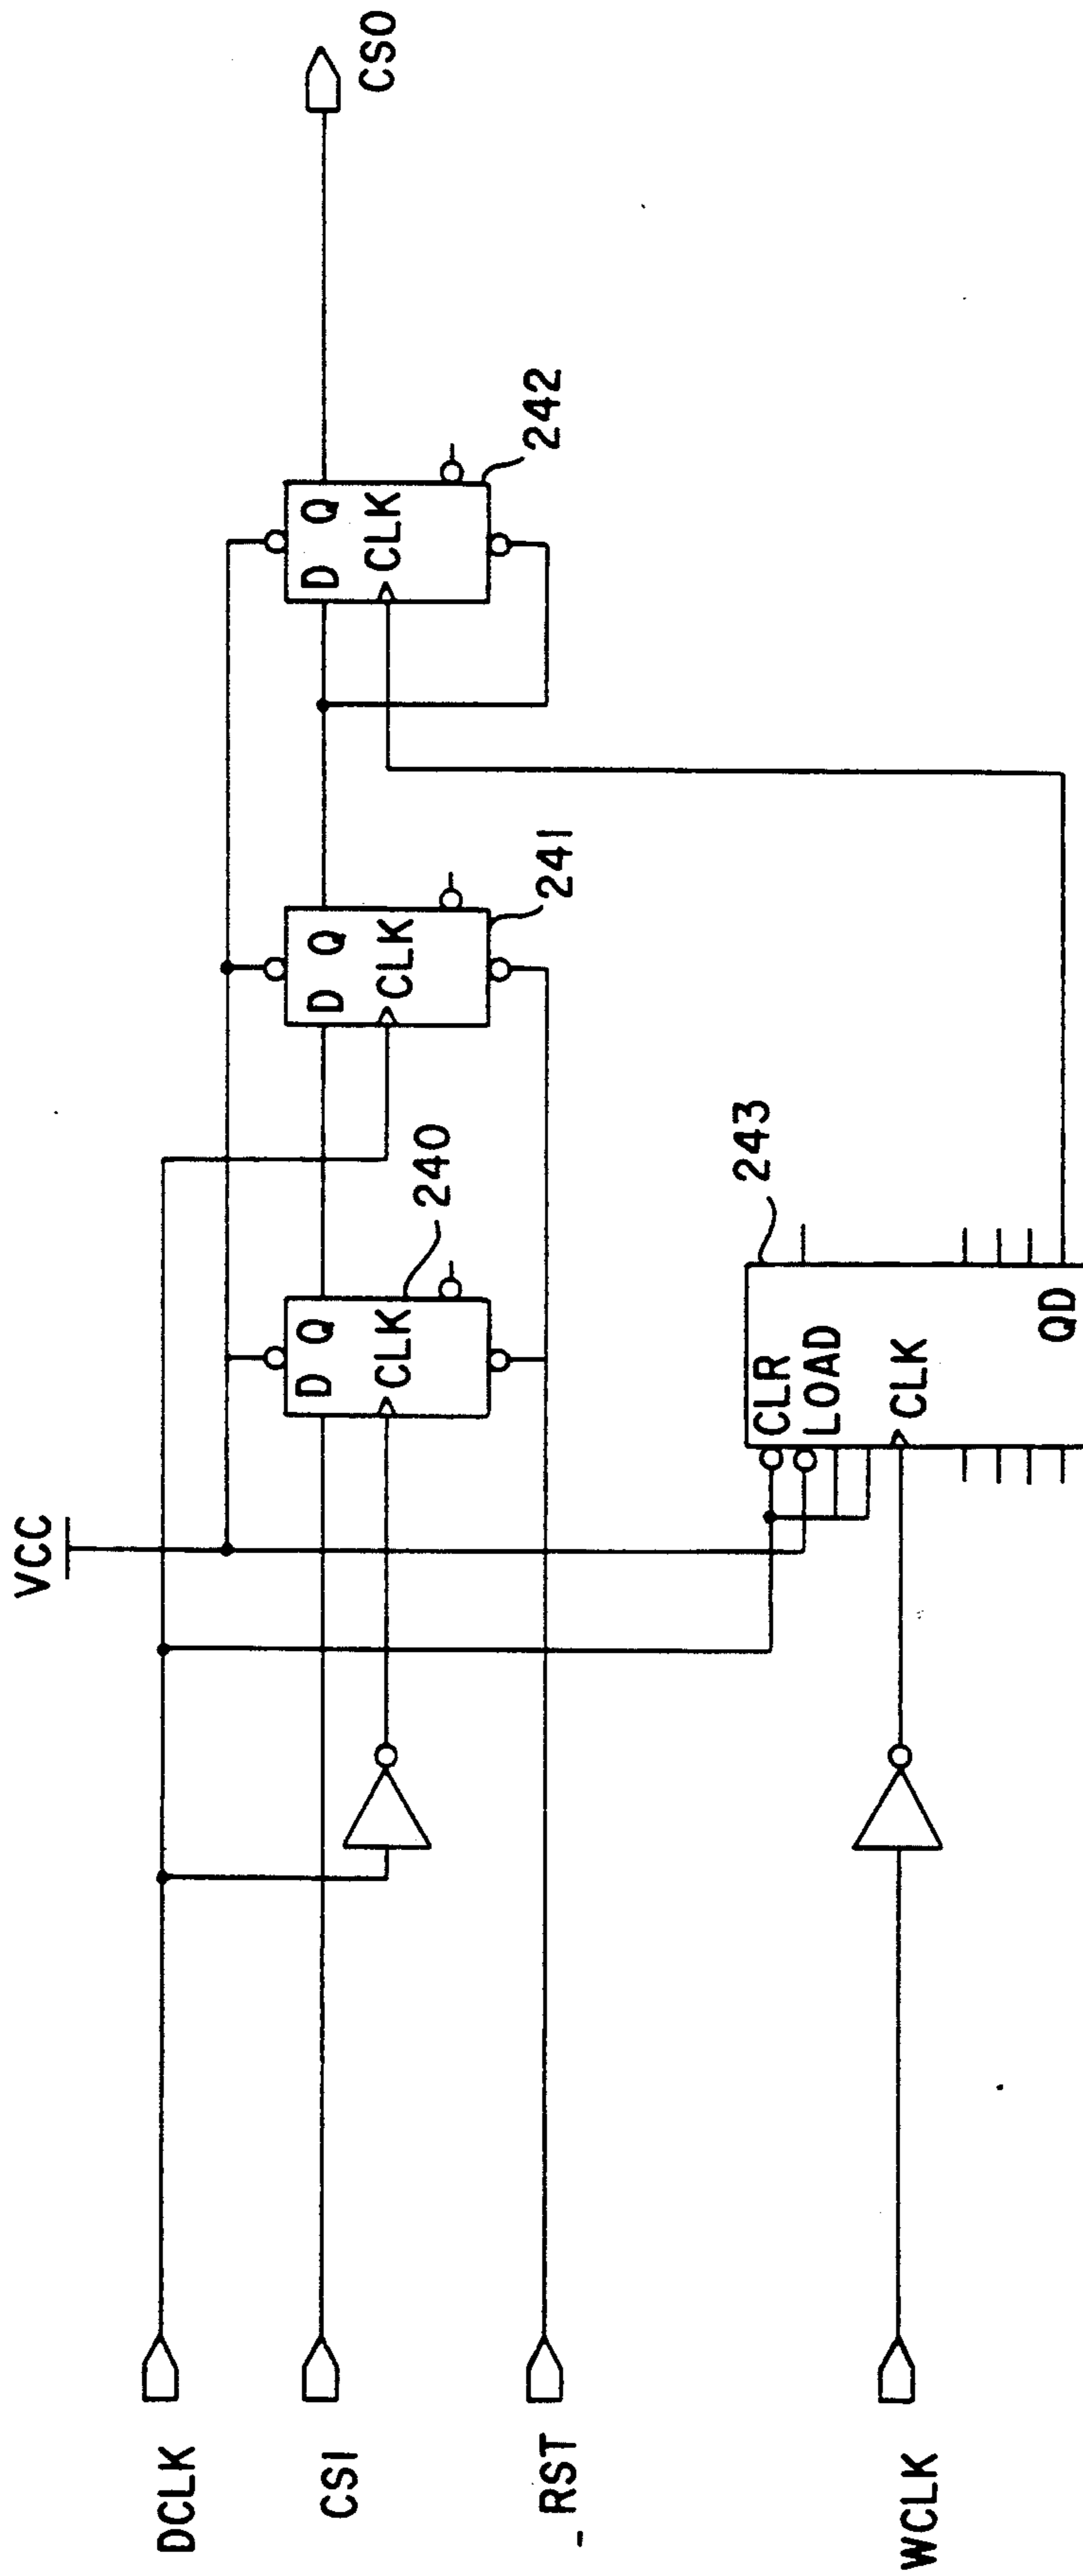 VCC
DCLK
CSI
_RST
WCLK
D Q
CLK
240
D Q
CLK
241
D Q
CLK
242
CSO
CLR
LOAD
CLK
QD
243